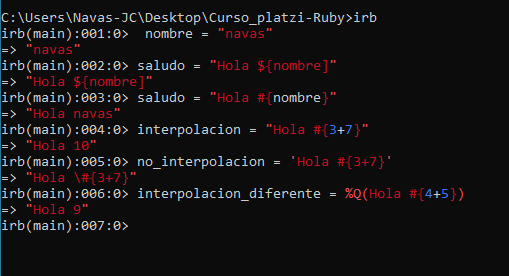 C:\Users\Navas-JC\Desktop\Curso_platzi-Ruby>irb
irb(main):001:0>  nombre = "navas"
=> "navas"
irb(main):002:0> saludo = "Hola ${nombre]"
=> "Hola ${nombre]"
irb(main):003:0> saludo = "Hola #{nombre}"
=> "Hola navas"
irb(main):004:0> interpolacion = "Hola #{3+7}"
=> "Hola 10"
irb(main):005:0> no_interpolacion = 'Hola #{3+7}'
=> "Hola \#{3+7}"
irb(main):006:0> interpolacion_diferente = %Q(Hola #{4+5})
=> "Hola 9"
irb(main):007:0>